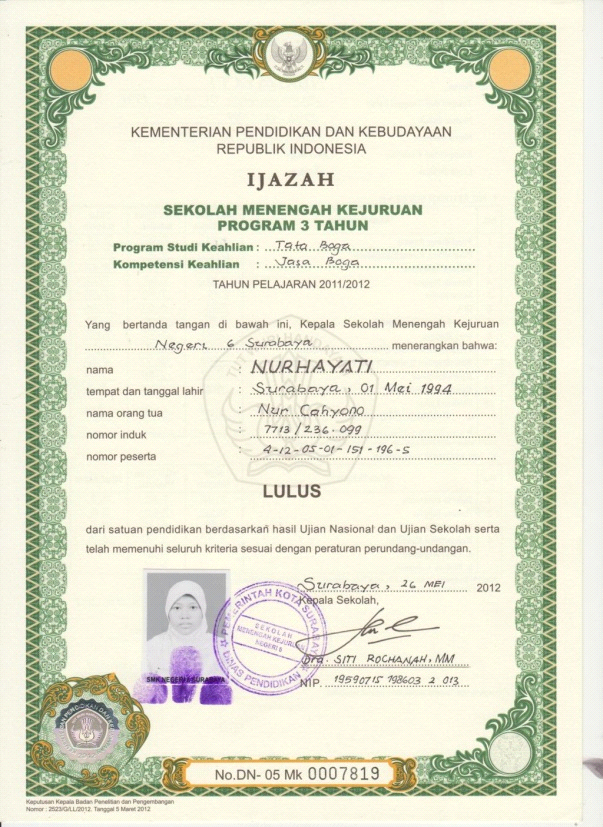 KEMENTERIAN PENDIDIKAN DAN KEBUDAYAAN
REPUBLIK INDONESIA
IJAZAH
SEKOLAH MENENGAH KEJURUAN
PROGRAM 3 TAHUN
Program Studi Keahlian : Tata Boga
Kompetensi Keahlian : Jasa Boga
TAHUN PELAJARAN 2011/2012
Yang bertanda tangan di bawah ini, Kepala Sekolah Menengah Kejuruan
Negeri 6 Surabaya menerangkan bahwa:
nama : NURHAYATI
tempat dan tanggal lahir : Surabaya, 01 Mei 1994
nama orang tua : Nur Cahyono
nomor induk : 7713/236.099
nomor peserta : 4-12-05-01-151-196-5
LULUS
dari satuan pendidikan berdasarkan hasil Ujian Nasional dan Ujian Sekolah serta
telah memenuhi seluruh kriteria sesuai dengan peraturan perundang-undangan.
Surabaya, 26 MEI 2012
Kepala Sekolah,
PEMERINTAH KOTA SURABAYA
SEKOLAH
MENENGAH KEJURUAN
NEGERI 6
DINAS PENDIDIKAN
SMK NEGERI 6 SURABAYA
Dra. SITI ROCHANAH, MM
NIP. 19590715 198603 2 013
No.DN- 05 Mk 0007819
Keputusan Kepala Badan Penelitian dan Pengembangan
Nomor : 2523/G/LL/2012, Tanggal 5 Maret 2012